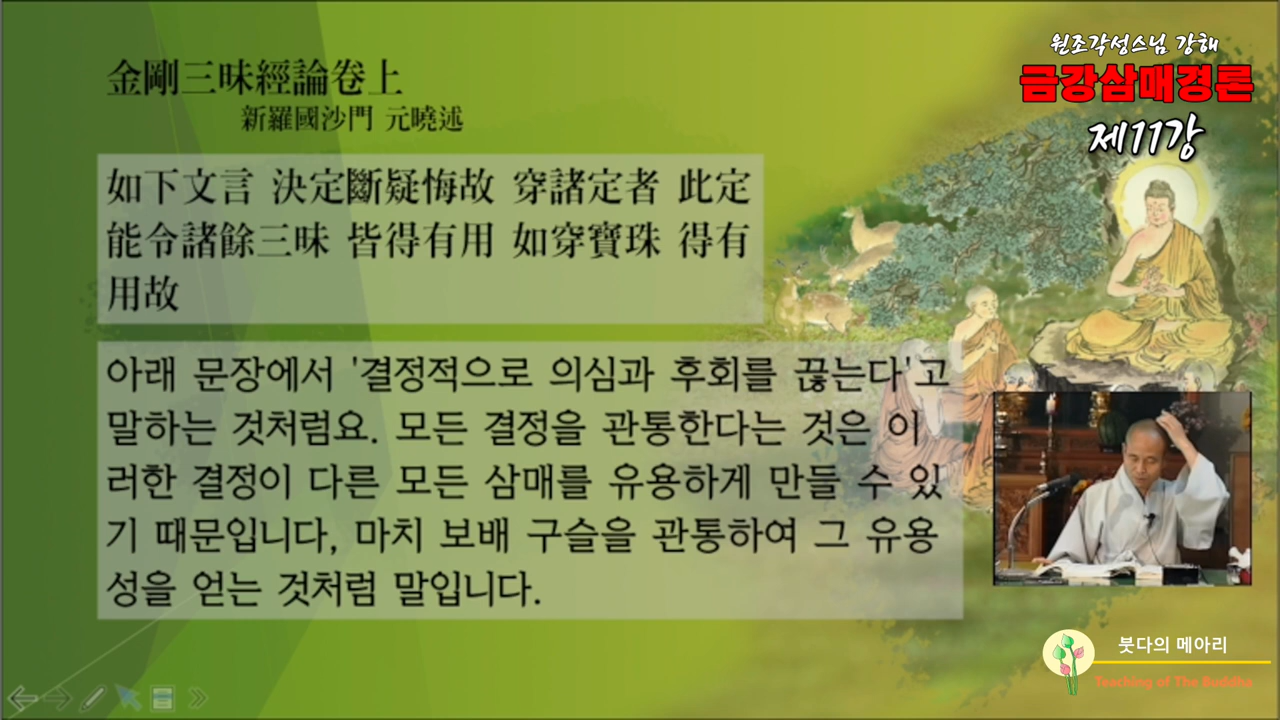 金剛三昧經論卷上
新羅國沙門 元曉述
如下文言 決定斷疑悔故 穿諸定者 此定
能令諸餘三昧 皆得有用 如穿寶珠 得有
用故
아래 문장에서 '결정적으로 의심과 후회를 끊는다'고
말하는 것처럼요. 모든 결정을 관통한다는 것은 이
러한 결정이 다른 모든 삼매를 유용하게 만들 수 있
기 때문입니다, 마치 보배 구슬을 관통하여 그 유용
성을 얻는 것처럼 말입니다.
원조각성스님 강해
금강삼매경론
제11강
붓다의 메아리
Teaching of The Buddha